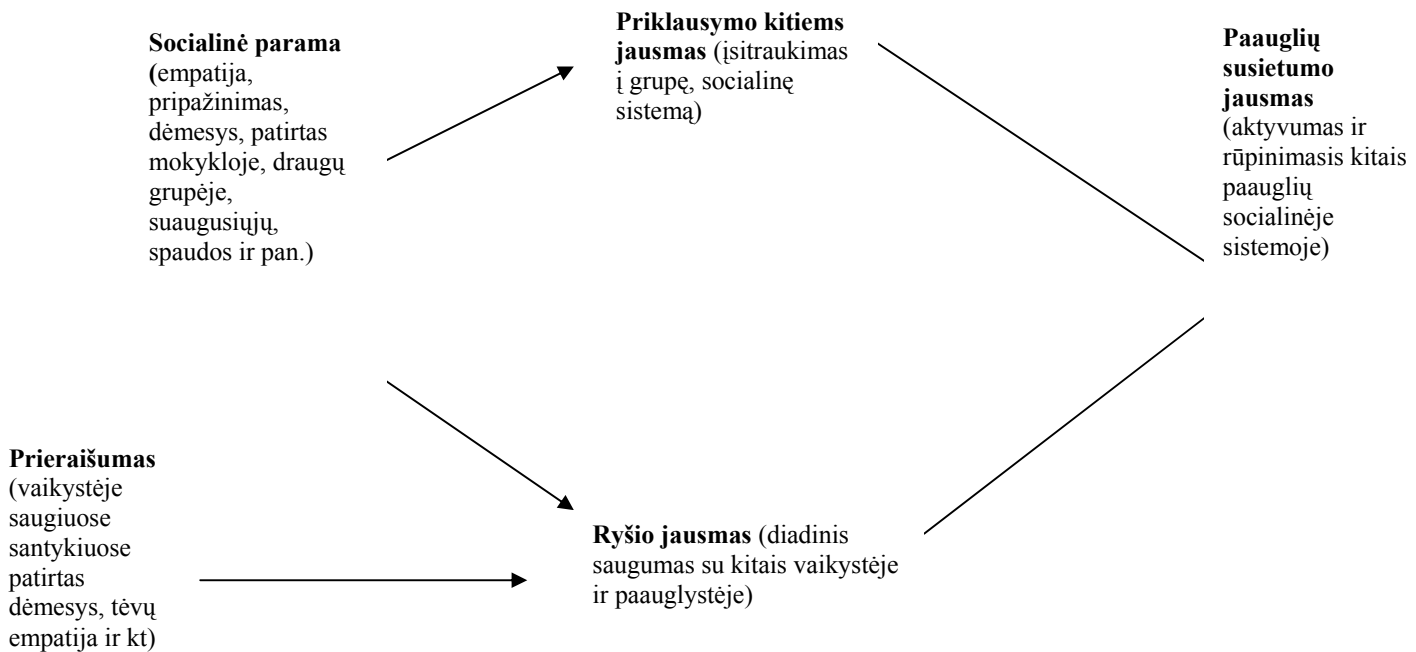 Socialinė parama
(empatija,
pripažinimas,
dėmesys, patirtas
mokykloje, draugų
grupėje,
suaugusiųjų,
spaudos ir pan.)
Priklausymo kitiems
jausmas (įsitraukimas
į grupę, socialinę
sistemą)
Paauglių
susietumo
jausmas
(aktyvumas ir
rūpinimasis kitais
paauglių
socialinėje
sistemoje)
Prieraišumas
(vaikystėje
saugiuose
santykiuose
patirtas
dėmesys, tėvų
empatija ir kt)
Ryšio jausmas (diadinis
saugumas su kitais vaikystėje
ir paauglystėje)